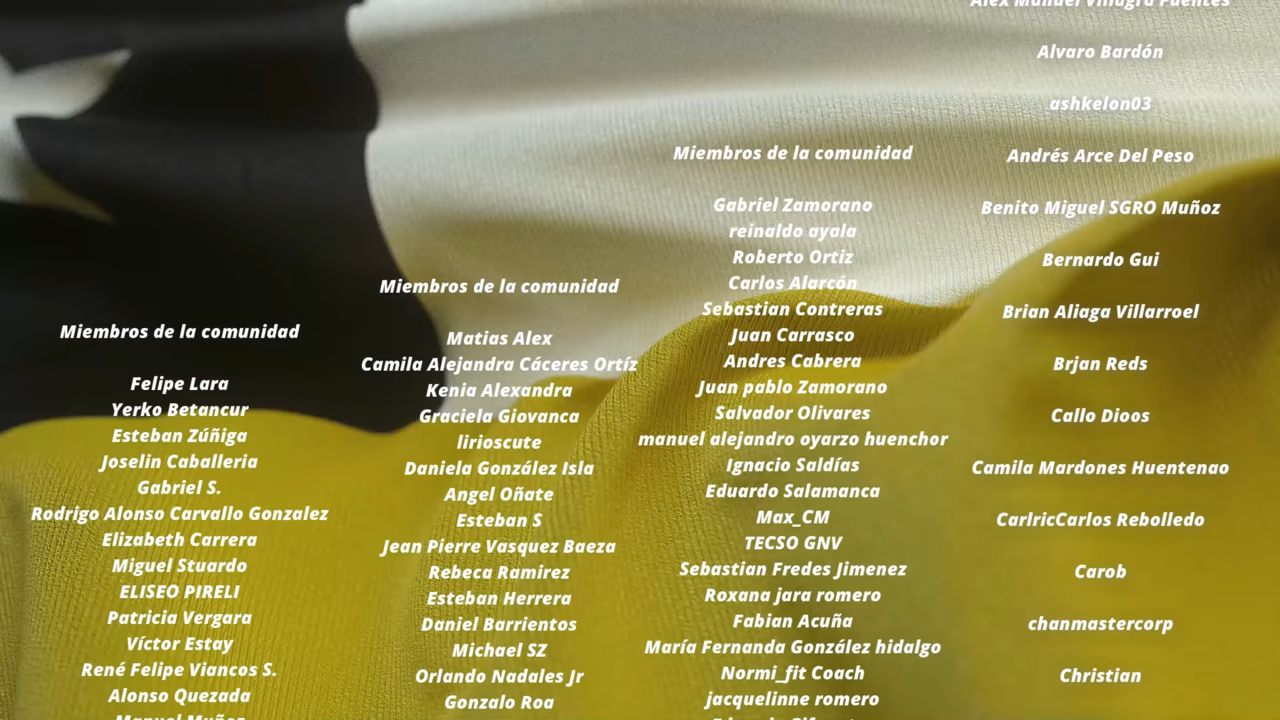 Miembros de la comunidad
Felipe Lara
Yerko Betancur
Esteban Zúñiga
Joselin Caballeria
Gabriel S.
Rodrigo Alonso Carvallo Gonzalez
Elizabeth Carrera
Miguel Stuardo
ELISEO PIRELI
Patricia Vergara
Víctor Estay
René Felipe Viancos S.
Alonso Quezada
Manuel Muñoz
Miembros de la comunidad
Matias Alex
Camila Alejandra Cáceres Ortíz
Kenia Alexandra
Graciela Giovanca
lirioscute
Daniela González Isla
Angel Oñate
Esteban S
Jean Pierre Vasquez Baeza
Rebeca Ramirez
Esteban Herrera
Daniel Barrientos
Michael SZ
Orlando Nadales Jr
Gonzalo Roa
Miembros de la comunidad
Gabriel Zamorano
reinaldo ayala
Roberto Ortiz
Carlos Alarcón
Sebastian Contreras
Juan Carrasco
Andres Cabrera
Juan pablo Zamorano
Salvador Olivares
manuel alejandro oyarzo huenchor
Ignacio Saldías
Eduardo Salamanca
Max_CM
TECSO GNV
Sebastian Fredes Jimenez
Roxana jara romero
Fabian Acuña
María Fernanda González hidalgo
Normi_fit Coach
jacquelinne romero
Alex Manuel Villagra Fuentes
Alvaro Bardón
ashkelon03
Andrés Arce Del Peso
Benito Miguel SGRO Muñoz
Bernardo Gui
Brian Aliaga Villarroel
Brjan Reds
Callo Dioos
Camila Mardones Huentenao
CarlricCarlos Rebolledo
Carob
chanmastercorp
Christian